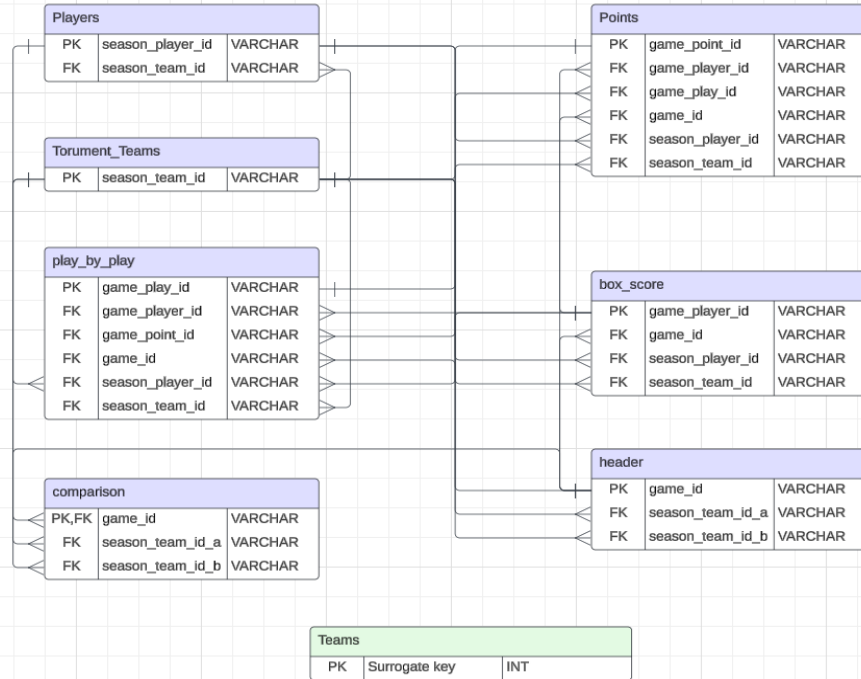 Players
PK season_player_id VARCHAR
FK season_team_id VARCHAR
Torument_Teams
PK season_team_id VARCHAR
play_by_play
PK game_play_id VARCHAR
FK game_player_id VARCHAR
FK game_point_id VARCHAR
FK game_id VARCHAR
FK season_player_id VARCHAR
FK season_team_id VARCHAR
comparison
PK,FK game_id VARCHAR
FK season_team_id_a VARCHAR
FK season_team_id_b VARCHAR
Points
PK game_point_id VARCHAR
FK game_player_id VARCHAR
FK game_play_id VARCHAR
FK game_id VARCHAR
FK season_player_id VARCHAR
FK season_team_id VARCHAR
box_score
PK game_player_id VARCHAR
FK game_id VARCHAR
FK season_player_id VARCHAR
FK season_team_id VARCHAR
header
PK game_id VARCHAR
FK season_team_id_a VARCHAR
FK season_team_id_b VARCHAR
Teams
PK Surrogate key INT